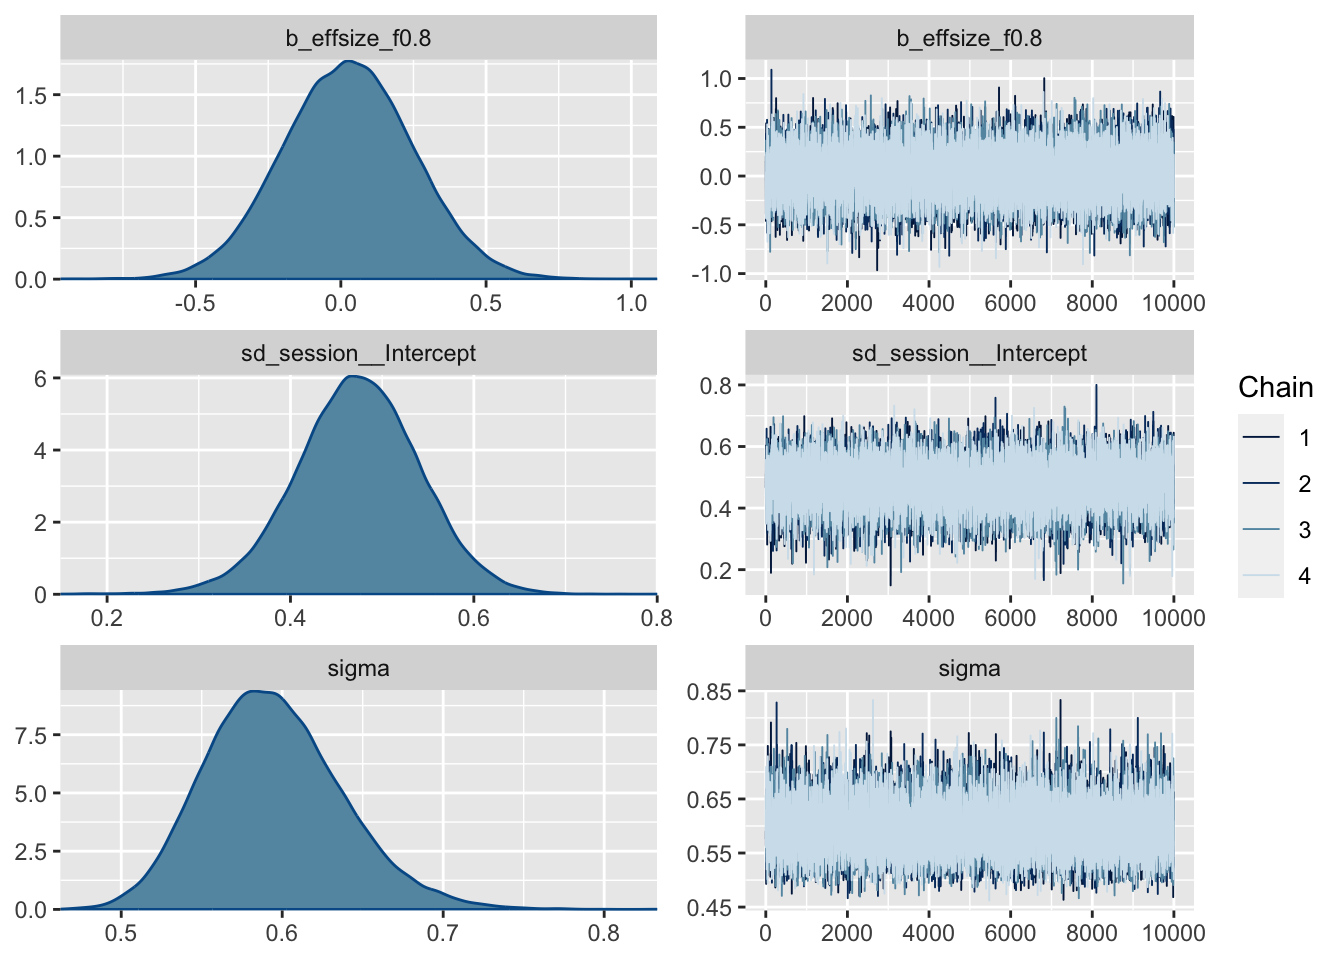 b_effsize_f0.8
1.5
1.0
0.5
0.0
-0.5 0.0 0.5 1.0
b_effsize_f0.8
1.0
0.5
0.0
-0.5
-1.0
0 2000 4000 6000 8000 10000
sd_session__Intercept
6
4
2
0
0.2 0.4 0.6 0.8
sd_session__Intercept
0.8
0.6
0.4
0.2
0 2000 4000 6000 8000 10000
sigma
7.5
5.0
2.5
0.0
0.5 0.6 0.7 0.8
sigma
0.85
0.75
0.65
0.55
0.45
0 2000 4000 6000 8000 10000
Chain
1
2
3
4